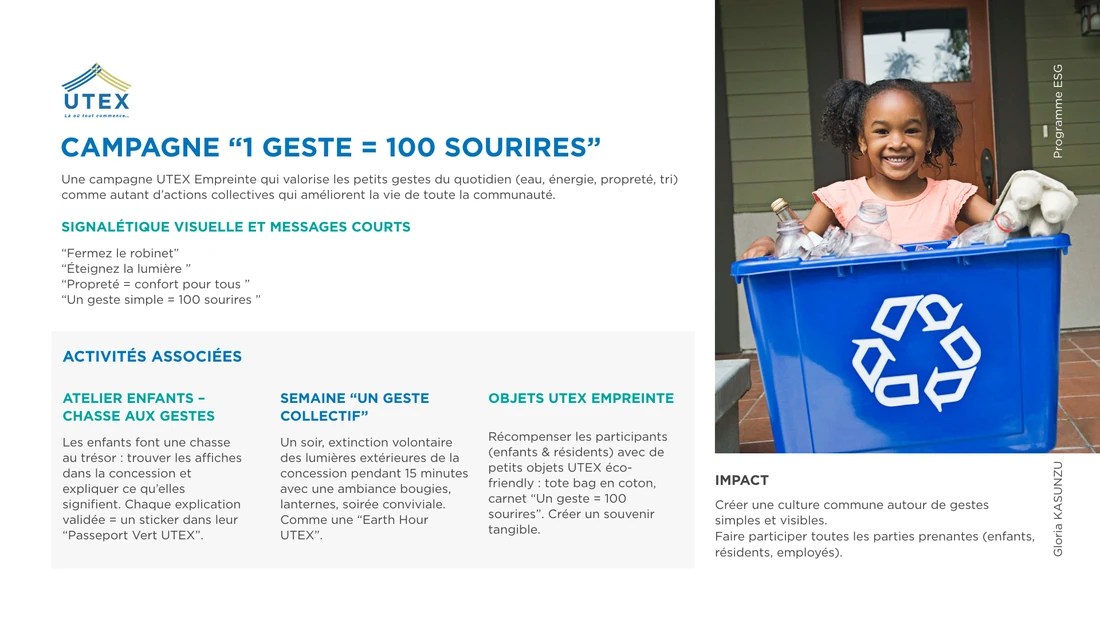 UTEX
Là où tout commence...
CAMPAGNE “1 GESTE = 100 SOURIRES”
Une campagne UTEX Empreinte qui valorise les petits gestes du quotidien (eau, énergie, propreté, tri)
comme autant d’actions collectives qui améliorent la vie de toute la communauté.
SIGNALÉTIQUE VISUELLE ET MESSAGES COURTS
“Fermez le robinet”
“Éteignez la lumière ”
“Propreté = confort pour tous ”
“Un geste simple = 100 sourires ”
ACTIVITÉS ASSOCIÉES
ATELIER ENFANTS –
CHASSE AUX GESTES
Les enfants font une chasse
au trésor : trouver les affiches
dans la concession et
expliquer ce qu’elles
signifient. Chaque explication
validée = un sticker dans leur
“Passeport Vert UTEX”.
SEMAINE “UN GESTE
COLLECTIF”
Un soir, extinction volontaire
des lumières extérieures de la
concession pendant 15 minutes
avec une ambiance bougies,
lanternes, soirée conviviale.
Comme une “Earth Hour
UTEX”.
OBJETS UTEX EMPREINTE
Récompenser les participants
(enfants & résidents) avec de
petits objets UTEX éco-
friendly : tote bag en coton,
carnet “Un geste = 100
sourires”. Créer un souvenir
tangible.
IMPACT
Créer une culture commune autour de gestes
simples et visibles.
Faire participer toutes les parties prenantes (enfants,
résidents, employés).
Programme ESG
Gloria KASUNZU